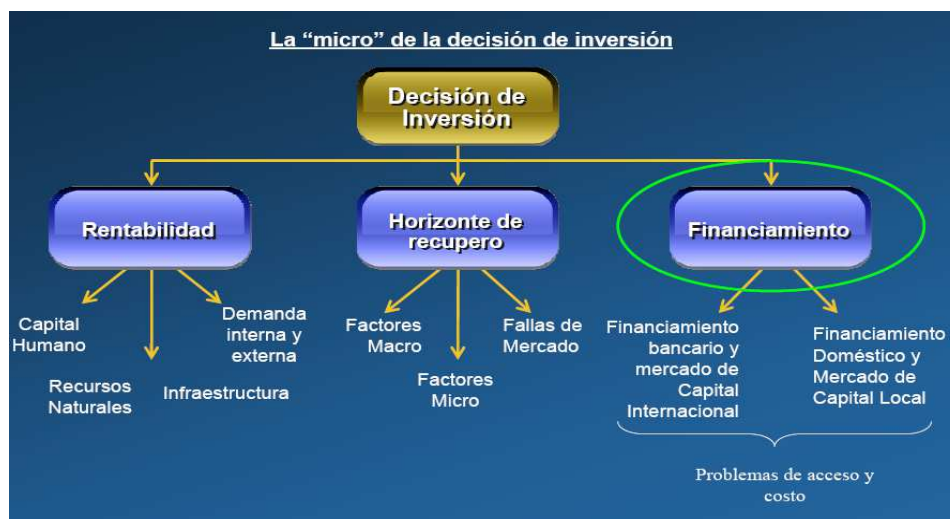 La “micro” de la decisión de inversión
Decisión de
Inversión
Rentabilidad
Horizonte de
recupero
Financiamiento
Capital
Humano
Recursos
Naturales
Infraestructura
Demanda
interna y
externa
Factores
Macro
Factores
Micro
Fallas de
Mercado
Financiamiento
bancario y
mercado de
Capital
Internacional
Financiamiento
Doméstico y
Mercado de
Capital Local
Problemas de acceso y
costo